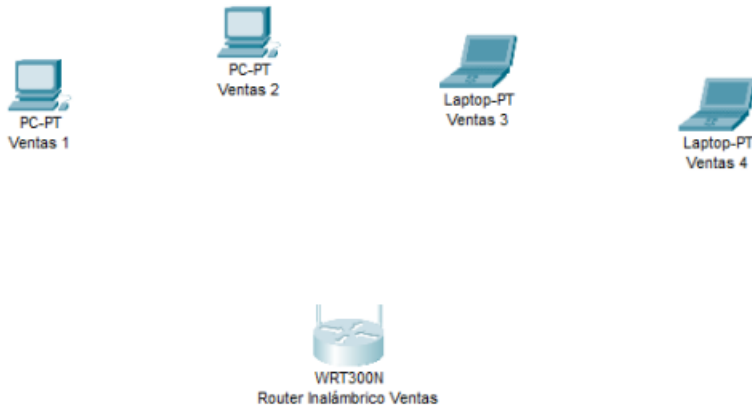 PC-PT
Ventas 2
PC-PT
Ventas 1
Laptop-PT
Ventas 3
Laptop-PT
Ventas 4
WRT300N
Router Inalámbrico Ventas